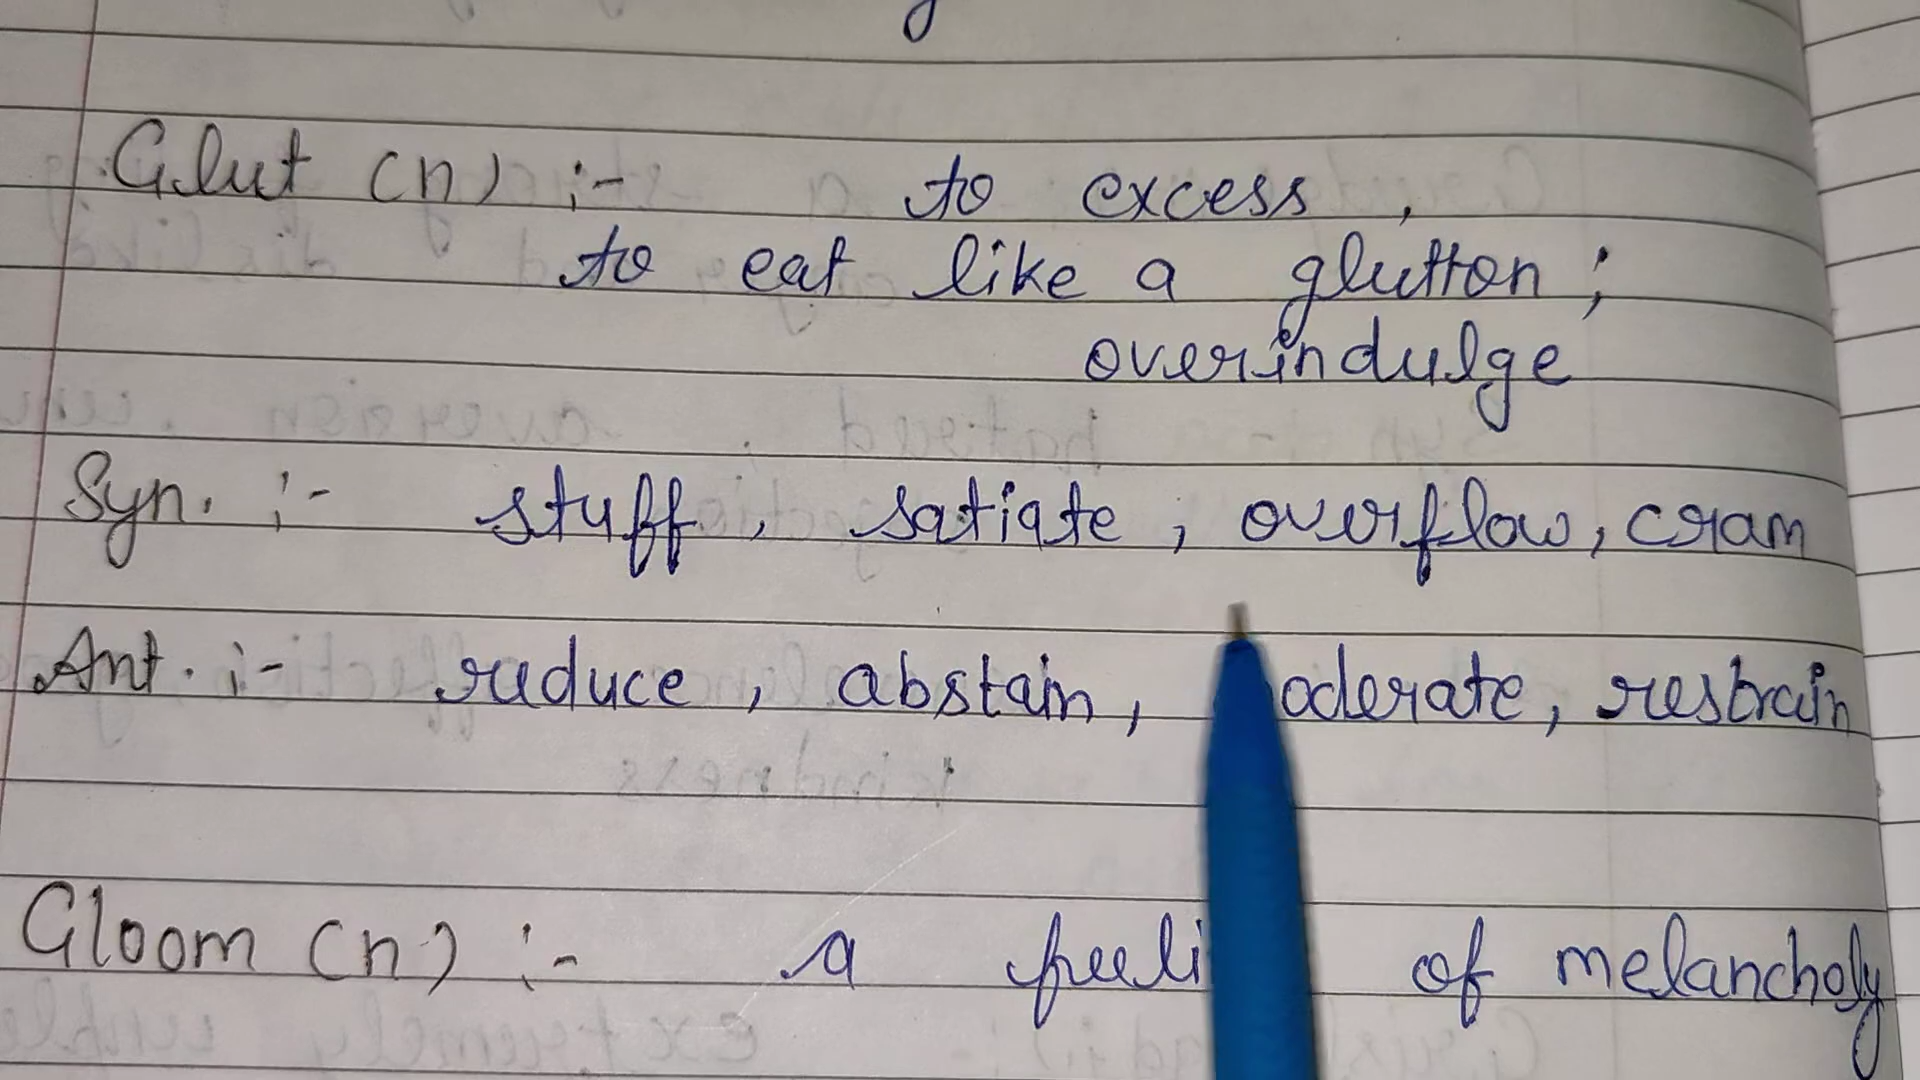 Glut (n) :- to excess,
to eat like a glutton;
overindulge
Syn. :- stuff, satiate, overflow, cram
Ant. :- reduce, abstain, oderate, restrain
Gloom (n) :- a feeli of melancholy